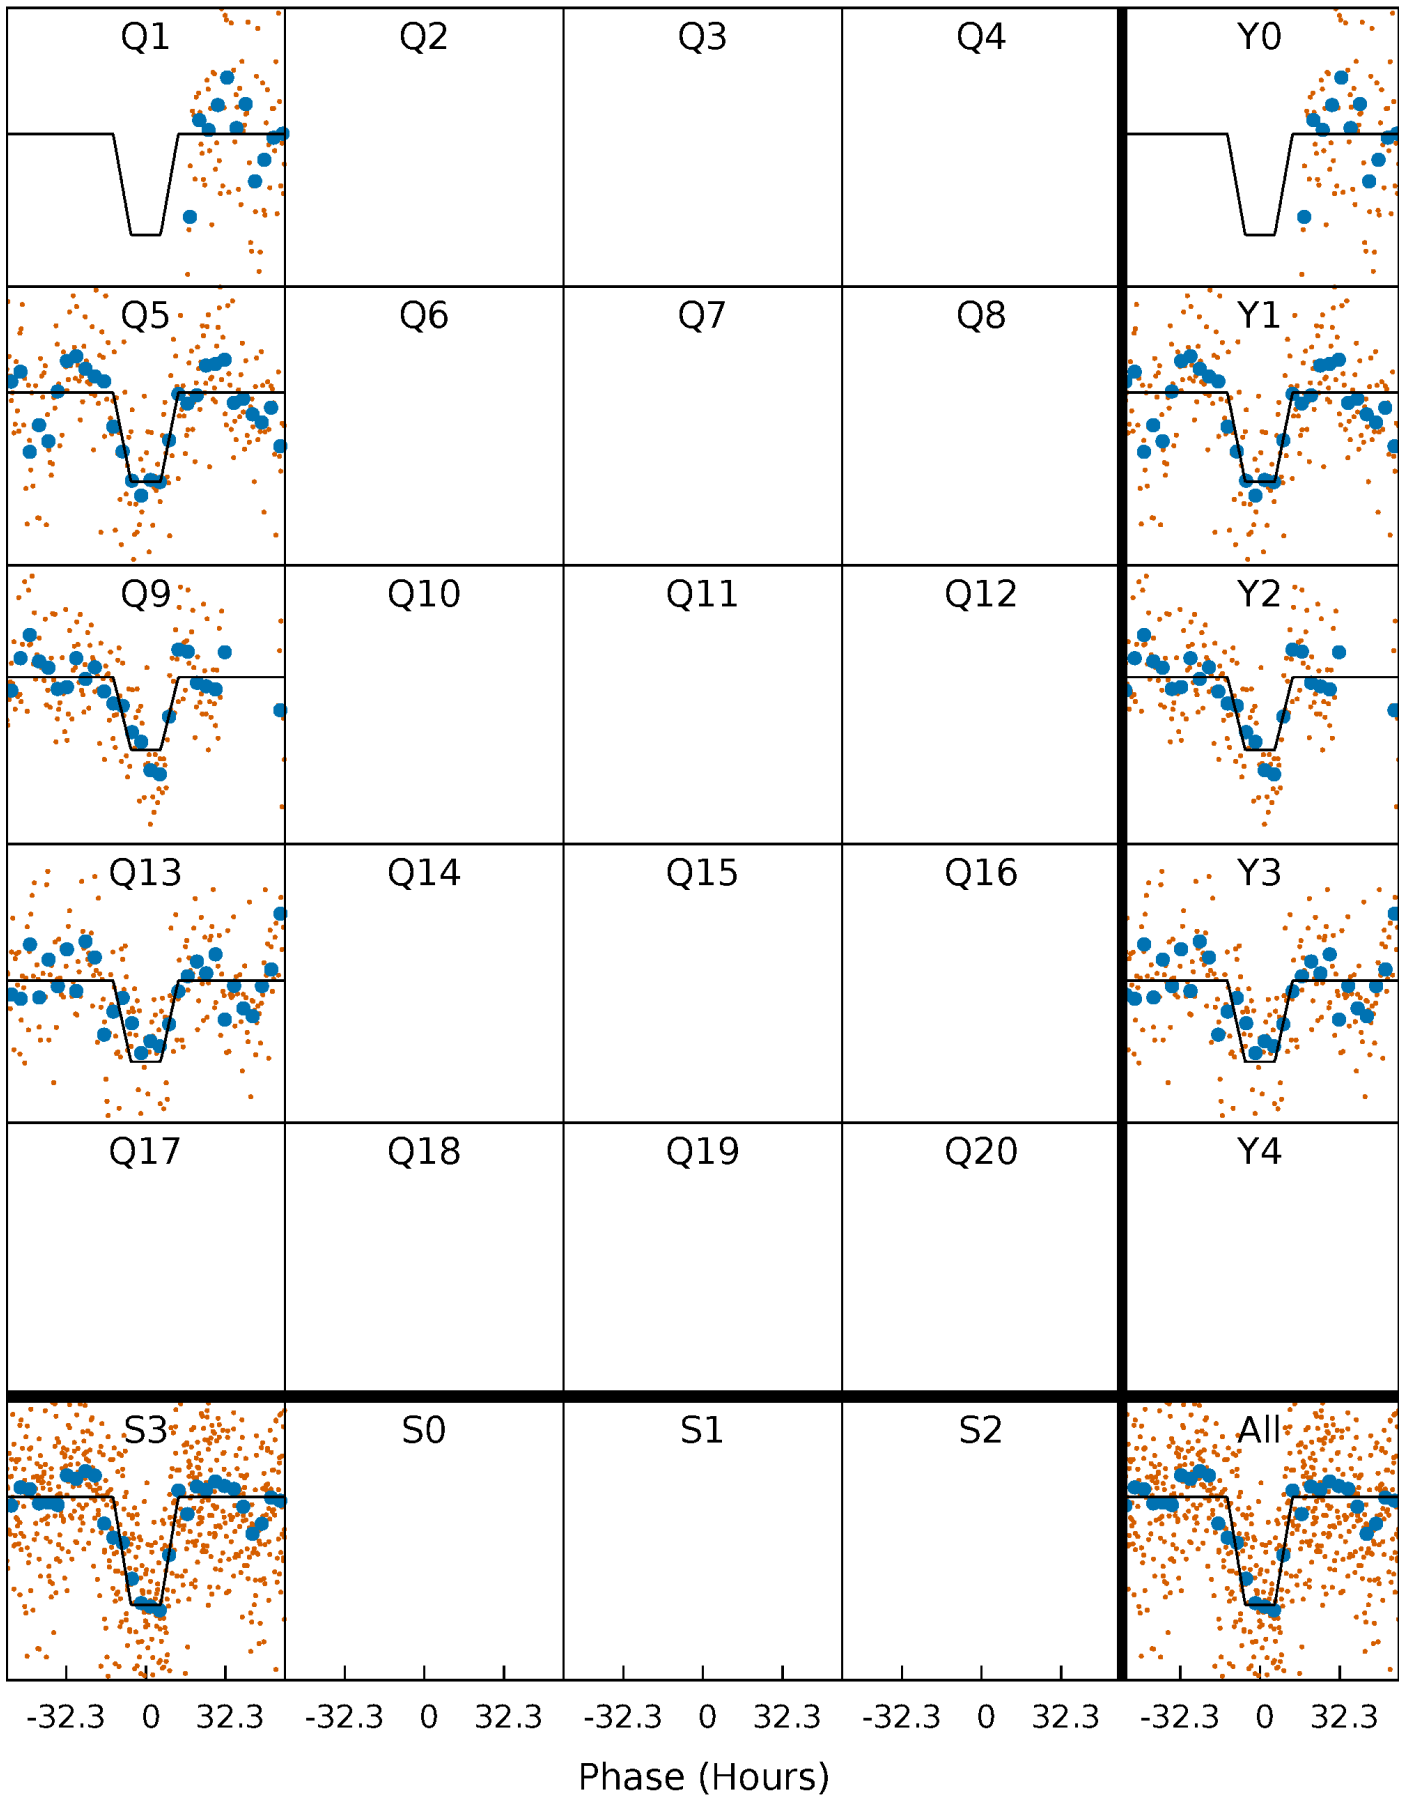 Q1 Q2 Q3 Q4 Y0
Q5 Q6 Q7 Q8 Y1
Q9 Q10 Q11 Q12 Y2
Q13 Q14 Q15 Q16 Y3
Q17 Q18 Q19 Q20 Y4
S3 S0 S1 S2 All
-32.3 0 32.3 -32.3 0 32.3 -32.3 0 32.3 -32.3 0 32.3 -32.3 0 32.3
Phase (Hours)